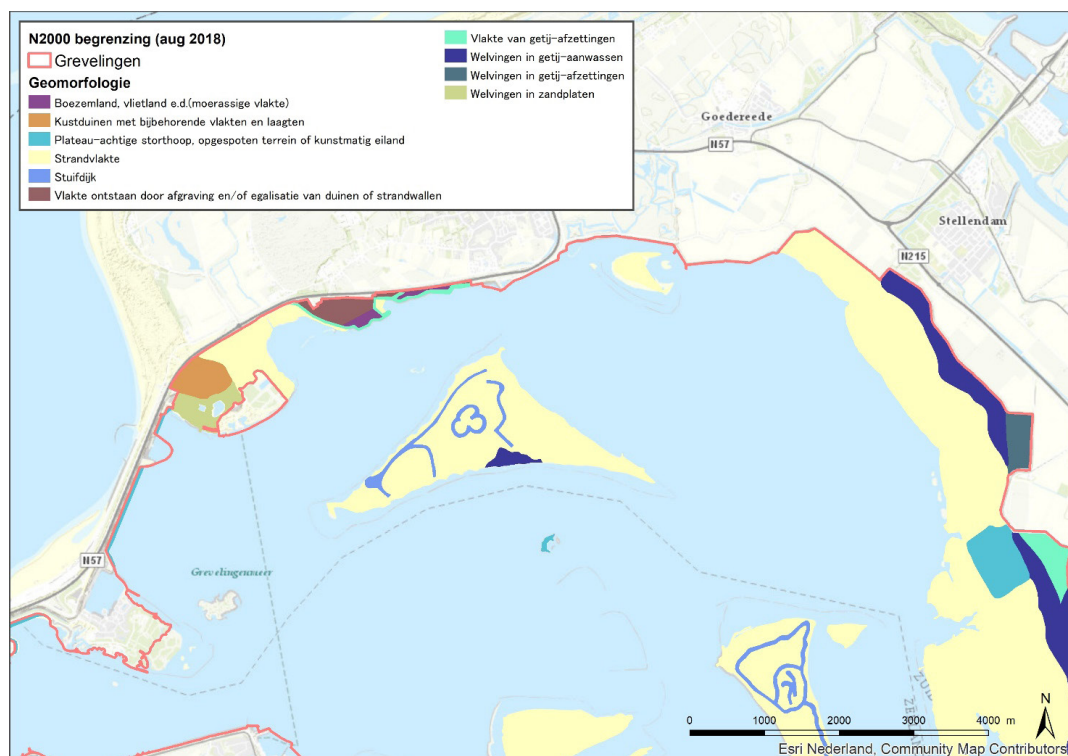 N2000 begrenzing (aug 2018)
Grevelingen
Geomorfologie
Boezemland, vlietland e.d.(moerassige vlakte)
Kustduinen met bijbehorende vlakten en laagten
Plateau-achtige storthoop, opgespoten terrein of kunstmatig eiland
Strandvlakte
Stuifdijk
Vlakte ontstaan door afgraving en/of egalisatie van duinen of strandwallen
Vlakte van getij-afzettingen
Welvingen in getij-aanwassen
Welvingen in getij-afzettingen
Welvingen in zandplaten
Goedereede
N57
Stellendam
N215
N57
Grevelingenmeer
ZUID
ZE
N
0 1000 2000 3000 4000 m
Esri Nederland, Community Map Contributors